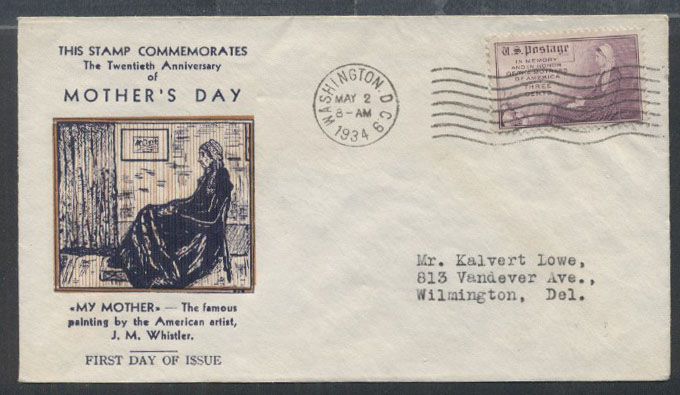 THIS STAMP COMMEMORATES
The Twentieth Anniversary
of
MOTHER'S DAY
«MY MOTHER» — The famous
painting by the American artist,
J. M. Whistler.
FIRST DAY OF ISSUE
WASHINGTON, D.C.
MAY 2
8-AM
1934
U.S. Postage
IN MEMORY
AND IN HONOR
OF THE MOTHERS
OF AMERICA
THREE
CENTS
Mr. Kalvert Lowe,
813 Vandever Ave.,
Wilmington, Del.